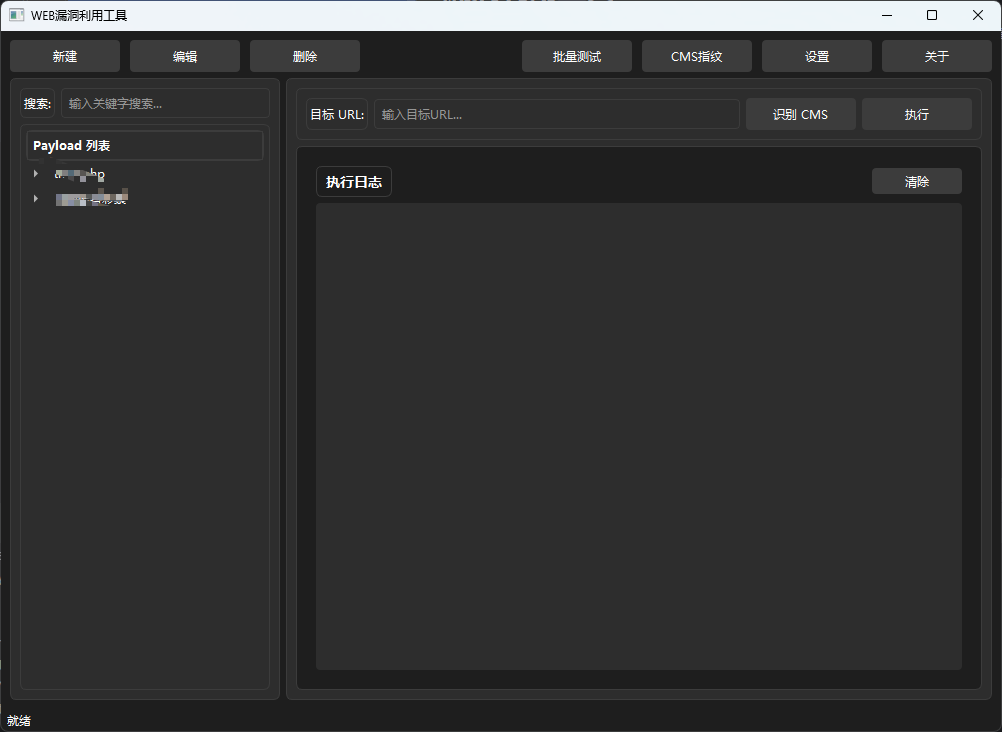 WEB漏洞利用工具
新建 编辑 删除 批量测试 CMS指纹 设置 关于
搜索: 输入关键字搜索...
目标 URL: 输入目标URL... 识别 CMS 执行
Payload 列表
执行日志 清除
就绪